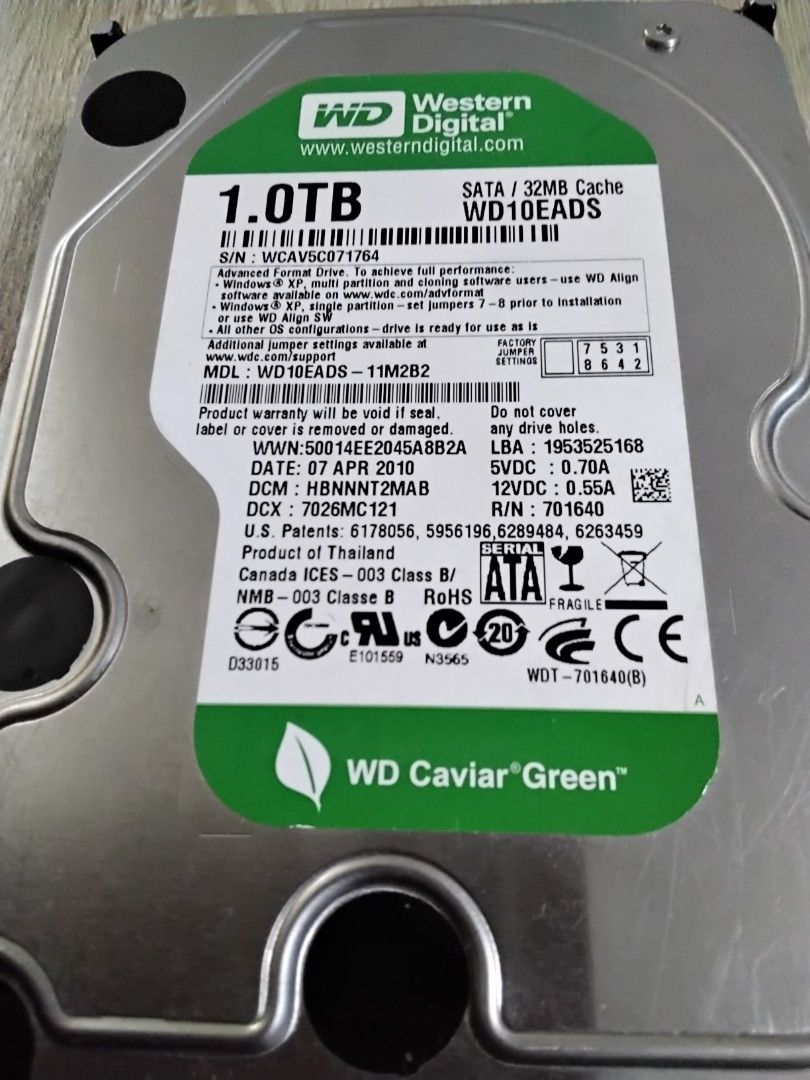 WD Western Digital®
www.westerndigital.com
1.0TB
SATA / 32MB Cache
WD10EADS
S/N : WCAV5C071764
Advanced Format Drive. To achieve full performance:
• Windows® XP, multi partition and cloning software users – use WD Align
software available on www.wdc.com/advformat
• Windows® XP, single partition – set jumpers 7 – 8 prior to installation
or use WD Align SW
• All other OS configurations – drive is ready for use as is
Additional jumper settings available at
www.wdc.com/support
FACTORY
JUMPER
SETTINGS
7 5 3 1
8 6 4 2
MDL : WD10EADS – 11M2B2
Product warranty will be void if seal,
label or cover is removed or damaged.
Do not cover
any drive holes.
WWN:50014EE2045A8B2A
LBA : 1953525168
DATE: 07 APR 2010
5VDC : 0.70A
DCM : HBNNNT2MAB
12VDC : 0.55A
DCX : 7026MC121
R/N : 701640
U.S. Patents: 6178056, 5956196,6289484, 6263459
Product of Thailand
Canada ICES – 003 Class B/
NMB – 003 Classe B
RoHS
SERIAL
ATA
FRAGILE
D33015
c RU us
E101559
N3565
20
CE
WDT – 701640(B)
A
WD Caviar® Green™